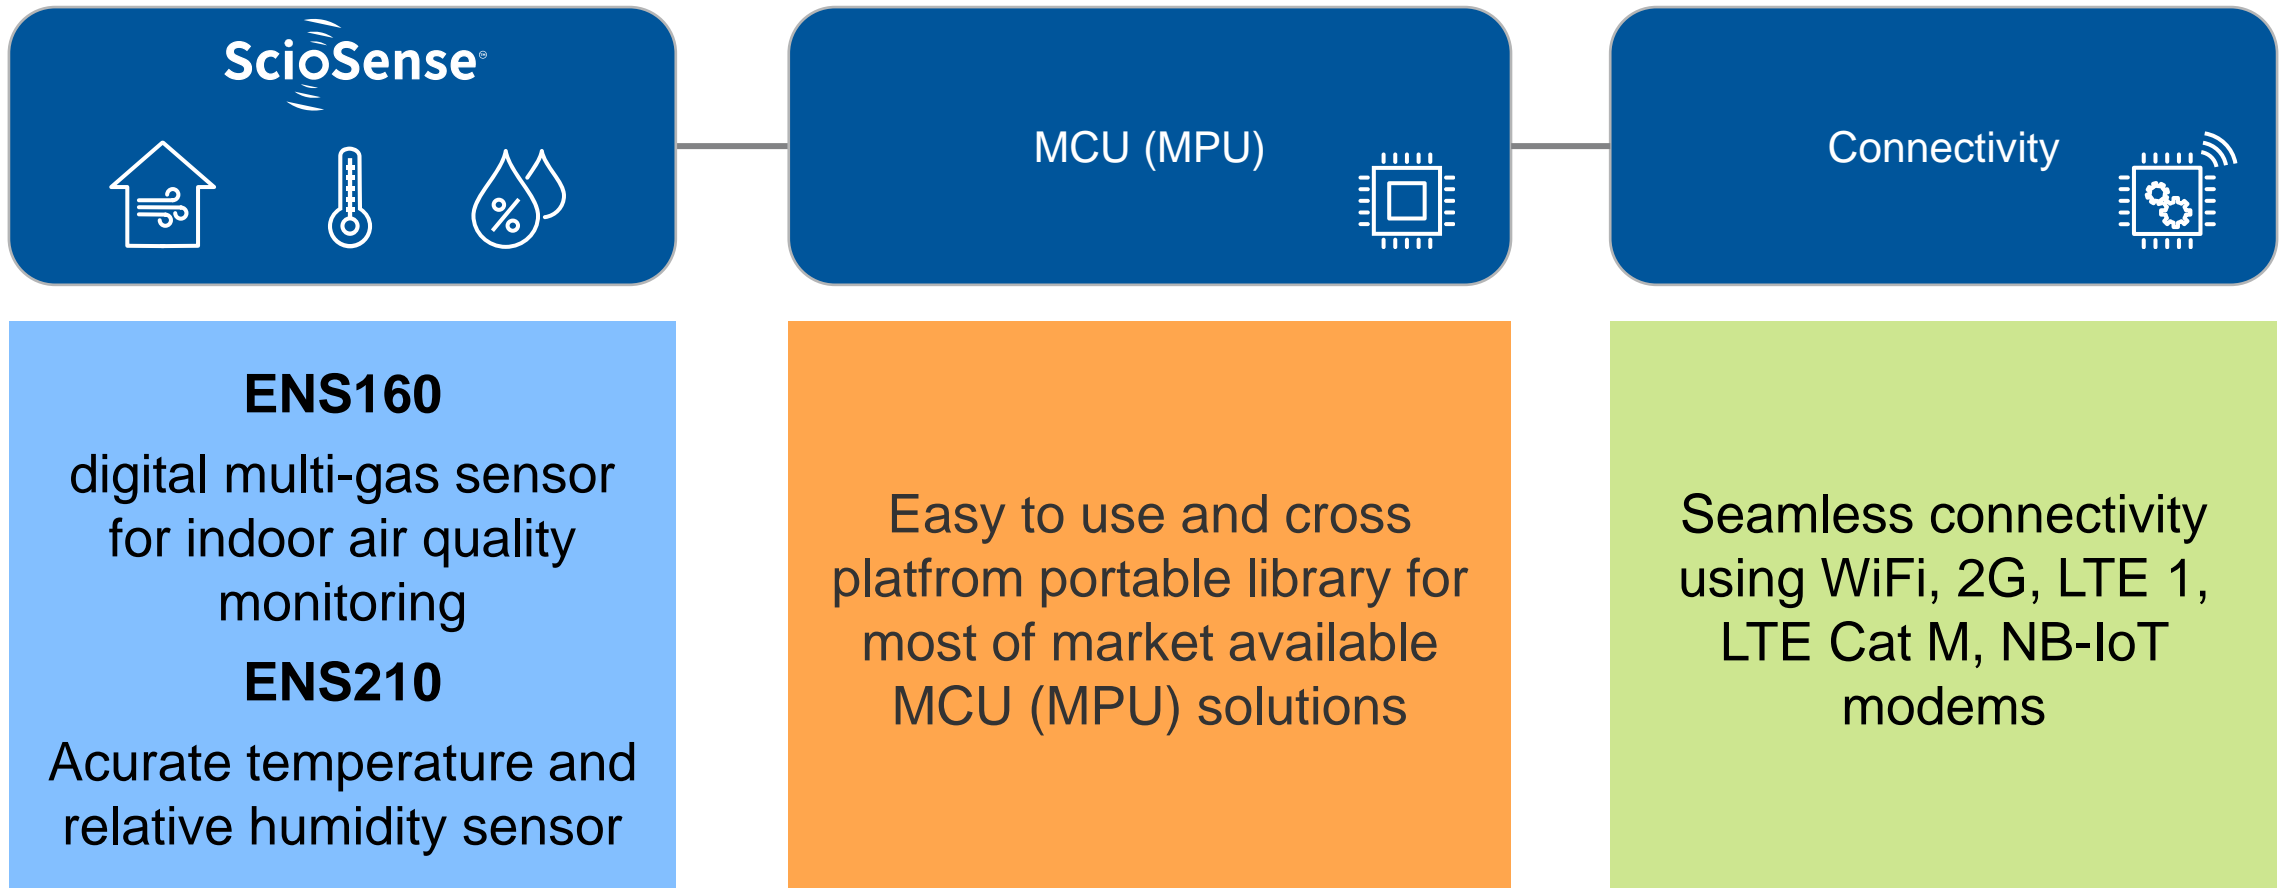 ScioSense™
MCU (MPU)
Connectivity
ENS160
digital multi-gas sensor
for indoor air quality
monitoring
ENS210
Acurate temperature and
relative humidity sensor
Easy to use and cross
platfrom portable library for
most of market available
MCU (MPU) solutions
Seamless connectivity
using WiFi, 2G, LTE 1,
LTE Cat M, NB-IoT
modems